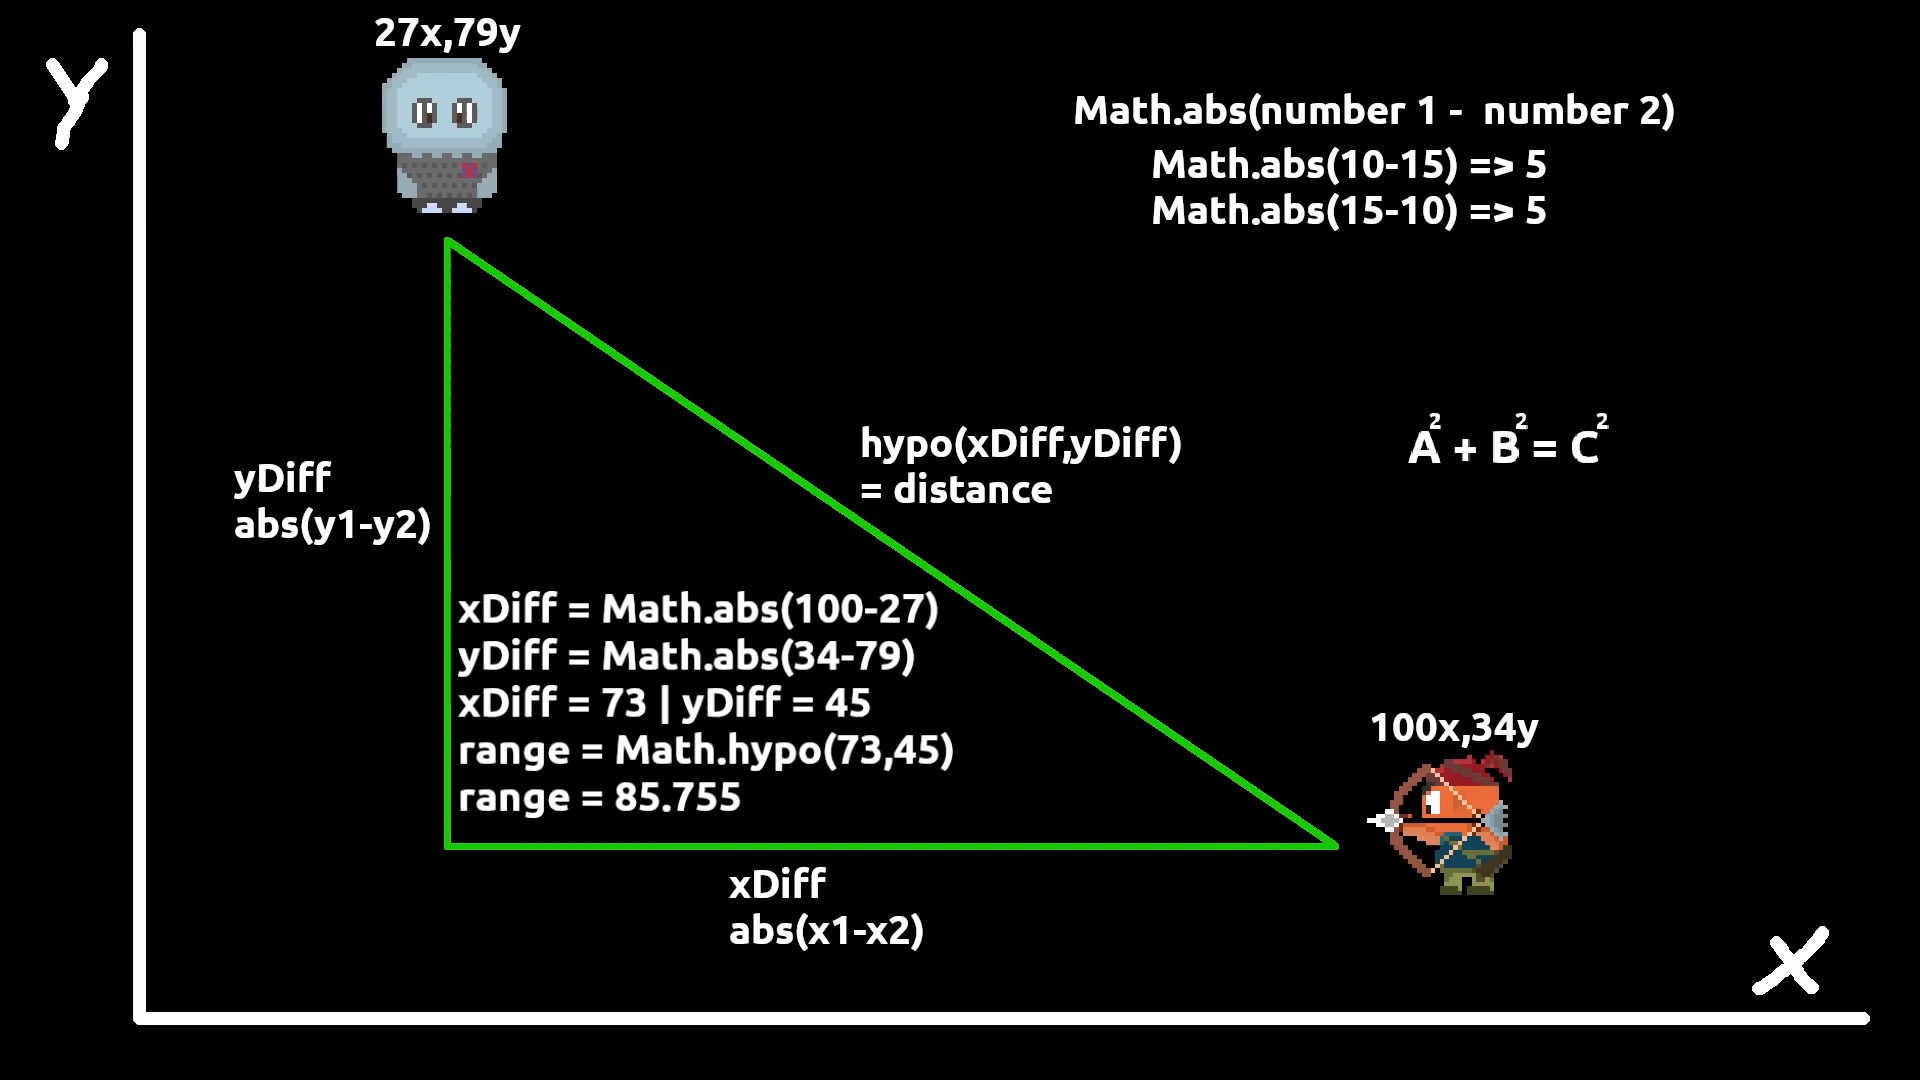 Y
27x,79y
Math.abs(number 1 -  number 2)
Math.abs(10-15) => 5
Math.abs(15-10) => 5
hypo(xDiff,yDiff)
= distance
A² + B² = C²
yDiff
abs(y1-y2)
xDiff = Math.abs(100-27)
yDiff = Math.abs(34-79)
xDiff = 73 | yDiff = 45
range = Math.hypo(73,45)
range = 85.755
100x,34y
xDiff
abs(x1-x2)
X